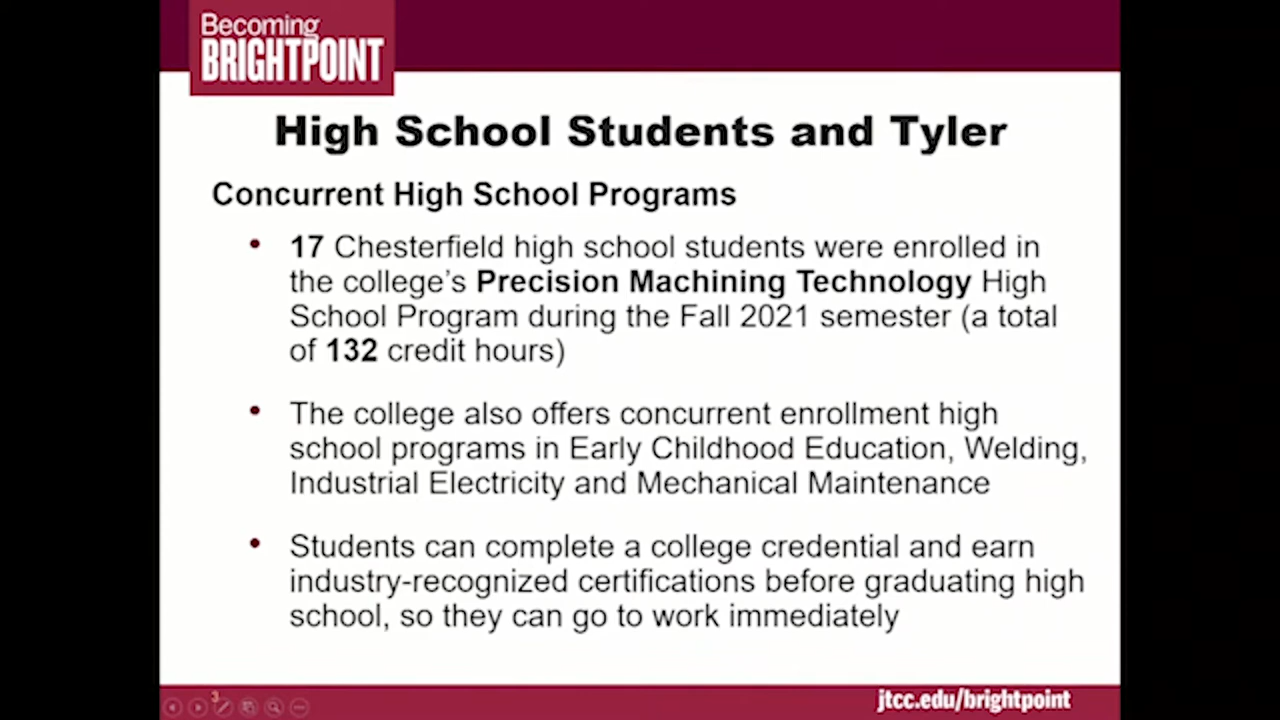 Becoming
BRIGHTPOINT
High School Students and Tyler
Concurrent High School Programs
• 17 Chesterfield high school students were enrolled in
the college's Precision Machining Technology High
School Program during the Fall 2021 semester (a total
of 132 credit hours)
• The college also offers concurrent enrollment high
school programs in Early Childhood Education, Welding,
Industrial Electricity and Mechanical Maintenance
• Students can complete a college credential and earn
industry-recognized certifications before graduating high
school, so they can go to work immediately
3
jtcc.edu/brightpoint